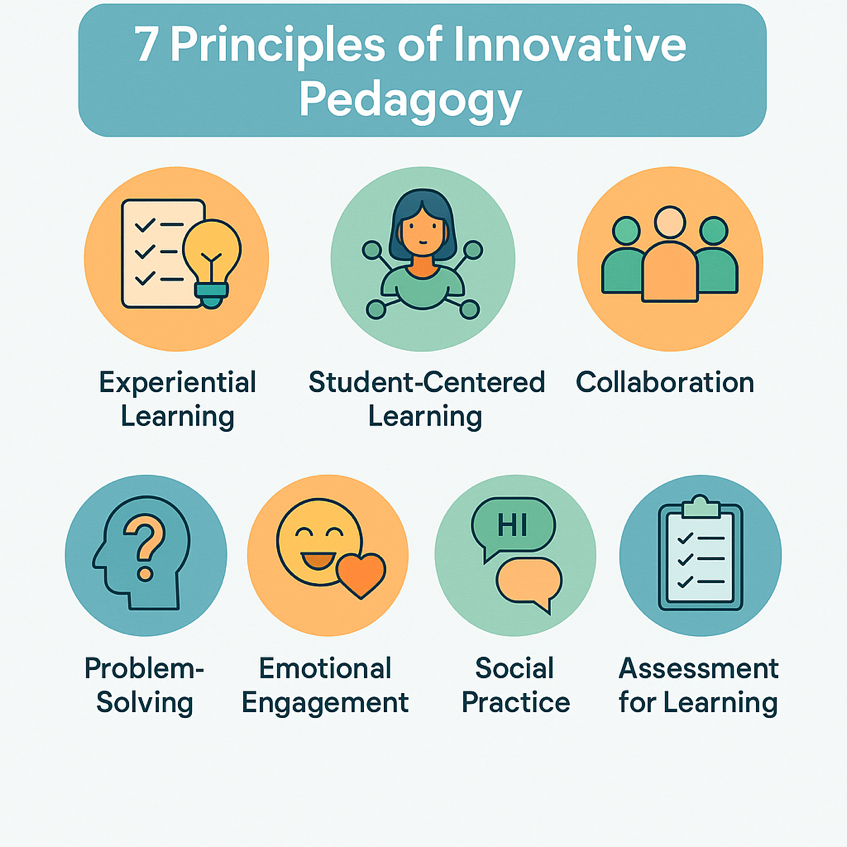 7 Principles of Innovative
Pedagogy
Experiential
Learning
Student-Centered
Learning
Collaboration
HI
Problem-
Solving
Emotional
Engagement
Social
Practice
Assessment
for Learning